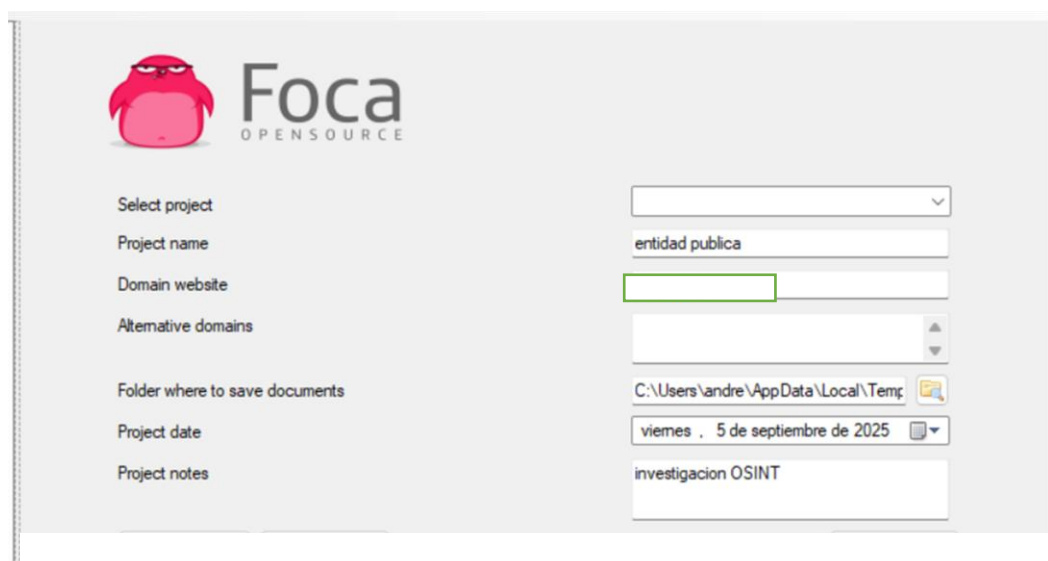 Foca
OPENSOURCE
Select project
Project name entidad publica
Domain website
Alternative domains
Folder where to save documents C:\Users\andre\AppData\Local\Temp
Project date viernes , 5 de septiembre de 2025
Project notes investigacion OSINT